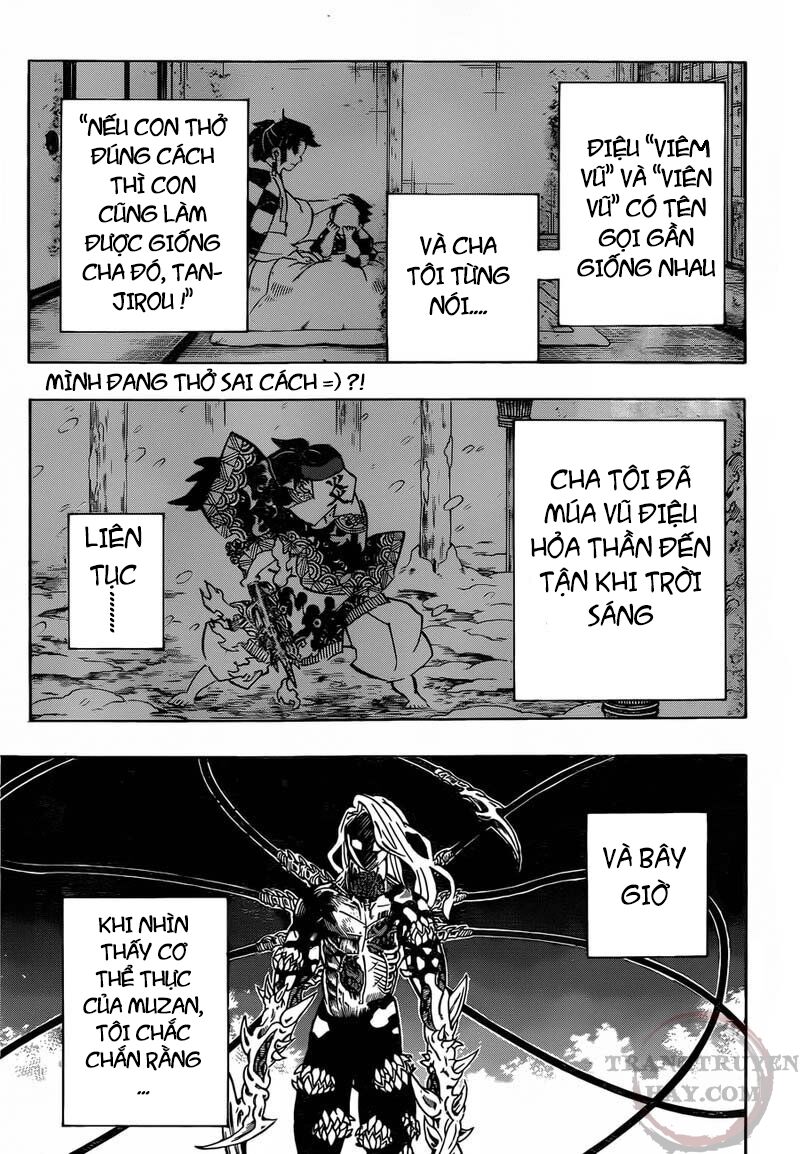 ĐIỆU "VIÊM
VŨ" VÀ "VIÊN
VŨ" CÓ TÊN
GỌI GẦN
GIỐNG NHAU
VÀ CHA
TÔI TỪNG
NÓI....
"NẾU CON THỞ
ĐÚNG CÁCH
THÌ CON
CŨNG LÀM
ĐƯỢC GIỐNG
CHA ĐÓ, TAN-
JIROU !"
MÌNH ĐANG THỞ SAI CÁCH =) ?!
CHA TÔI ĐÃ
MÚA VŨ ĐIỆU
HỎA THẦN ĐẾN
TẬN KHI TRỜI
SÁNG
LIÊN
TỤC
........
VÀ BÂY
GIỜ
KHI NHÌN
THẤY CƠ
THỂ THỰC
CỦA MUZAN,
TÔI CHẮC
CHẮN RẰNG
...
TRANGTRUYEN
HAY.COM